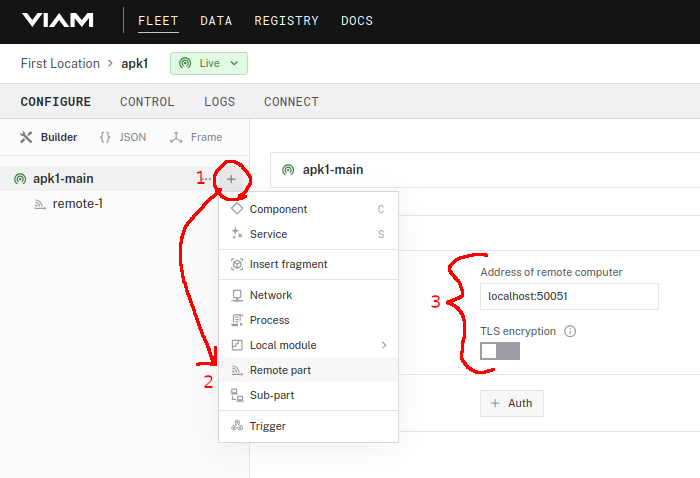 VIAM FLEET DATA REGISTRY DOCS
First Location > apk1 Live
CONFIGURE CONTROL LOGS CONNECT
Builder {} JSON Frame
apk1-main ... 1 +
apk1-main
remote-1
Component C
Service S
Insert fragment
Network
Process
Local module >
Remote part
Sub-part
Trigger
2
3
Address of remote computer
localhost:50051
TLS encryption
+ Auth